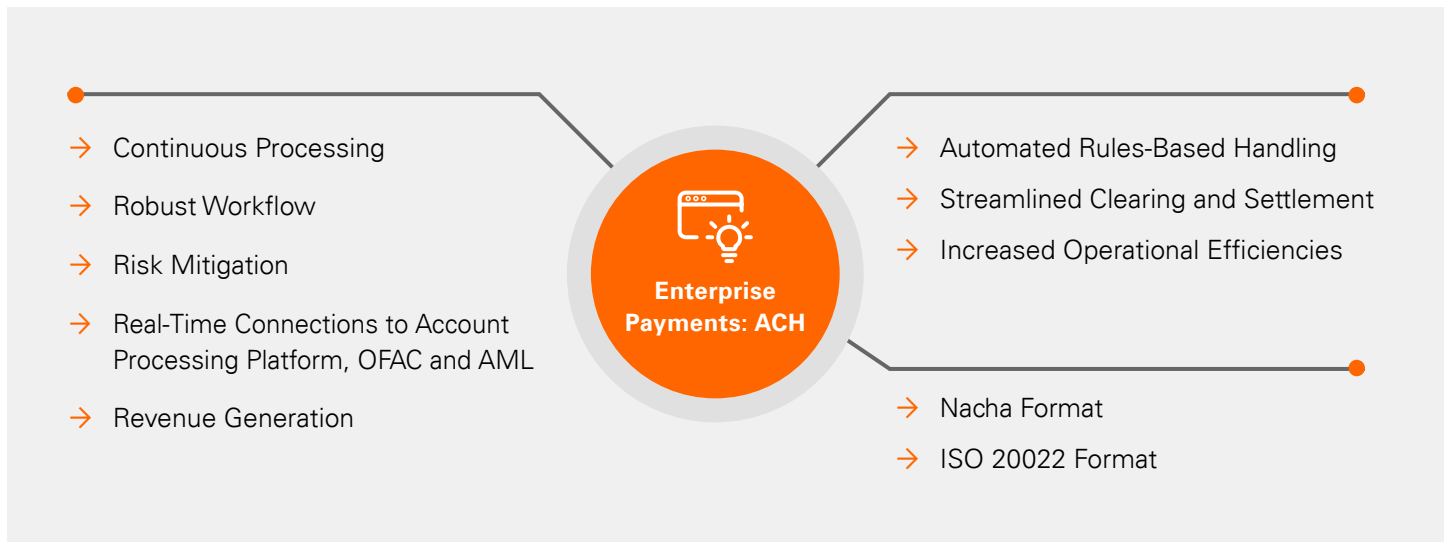 Continuous Processing
Robust Workflow
Risk Mitigation
Real-Time Connections to Account
Processing Platform, OFAC and AML
Revenue Generation
Enterprise
Payments: ACH
Automated Rules-Based Handling
Streamlined Clearing and Settlement
Increased Operational Efficiencies
Nacha Format
ISO 20022 Format